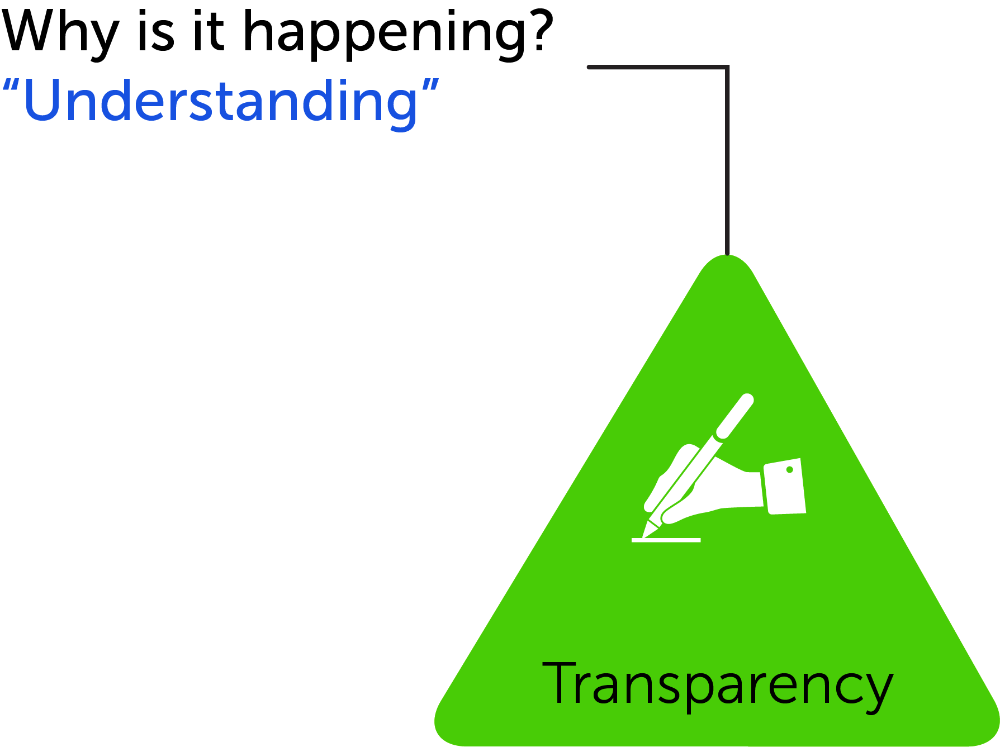 Why is it happening?
“Understanding”
Transparency